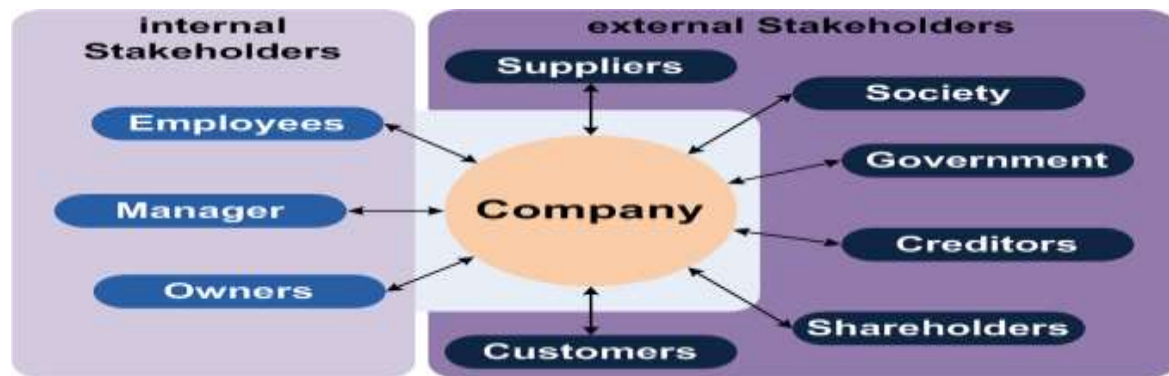 internal
Stakeholders
external Stakeholders
Suppliers
Employees
Society
Government
Manager
Company
Creditors
Owners
Shareholders
Customers